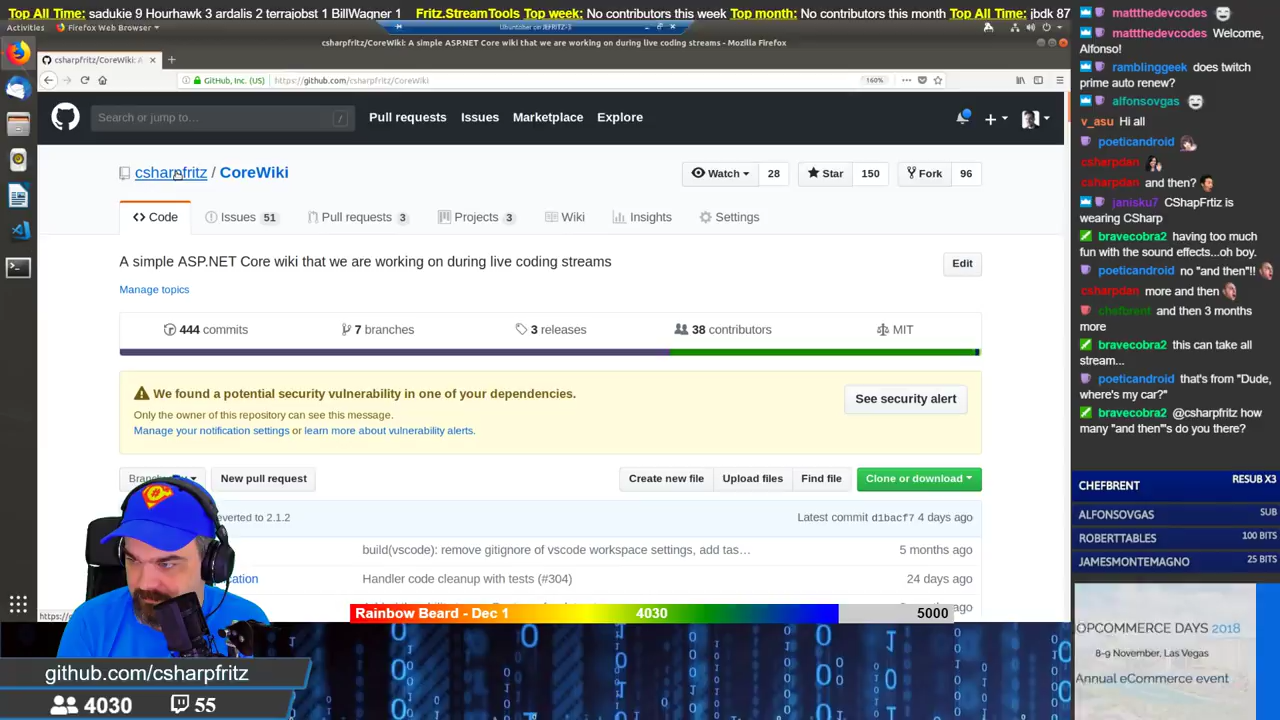 Top All Time: sadukie 9 Hourhawk 3 ardalis 2 terrajobst 1 BillWagner 1
Fritz.StreamTools Top week: No contributors this week Top month: No contributors this month Top All Time: jbdk 87
Activities
Firefox Web Browser
csharpfritz/CoreWiki: A simple ASP.NET Core wiki that we are working on during live coding streams - Mozilla Firefox
csharpfritz/CoreWiki: A
GitHub, Inc. (US)
https://github.com/csharpfritz/CoreWiki
160%
Search or jump to...
/
Pull requests
Issues
Marketplace
Explore
csharpfritz / CoreWiki
Watch
28
Star
150
Fork
96
Code
Issues 51
Pull requests 3
Projects 3
Wiki
Insights
Settings
A simple ASP.NET Core wiki that we are working on during live coding streams
Edit
Manage topics
444 commits
7 branches
3 releases
38 contributors
MIT
We found a potential security vulnerability in one of your dependencies.
Only the owner of this repository can see this message.
Manage your notification settings or learn more about vulnerability alerts.
See security alert
New pull request
Create new file
Upload files
Find file
Clone or download
verted to 2.1.2
Latest commit d1bacf7 4 days ago
build(vscode): remove gitignore of vscode workspace settings, add tas…
5 months ago
cation
Handler code cleanup with tests (#304)
24 days ago
Rainbow Beard - Dec 1
4030
5000
github.com/csharpfritz
4030
55
mattthedevcodes
mattthedevcodes Welcome,
Alfonso!
ramblinggeek does twitch
prime auto renew?
alfonsovgas
v_asu Hi all
poeticandroid
csharpdan
csharpdan and then?
janisku7 CShapFrtiz is
wearing CSharp
bravecobra2 having too much
fun with the sound effects...oh boy.
poeticandroid no "and then"!!
csharpdan more and then
chefbrent and then 3 months
more
bravecobra2 this can take all
stream...
poeticandroid that's from "Dude,
where's my car?"
bravecobra2 @csharpfritz how
many "and then"'s do you there?
CHEFBRENT RESUB X3
ALFONSOVGAS SUB
ROBERTTABLES 100 BITS
JAMESMONTEMAGNO 25 BITS
OPCOMMERCE DAYS 2018
8-9 November, Las Vegas
Annual eCommerce event